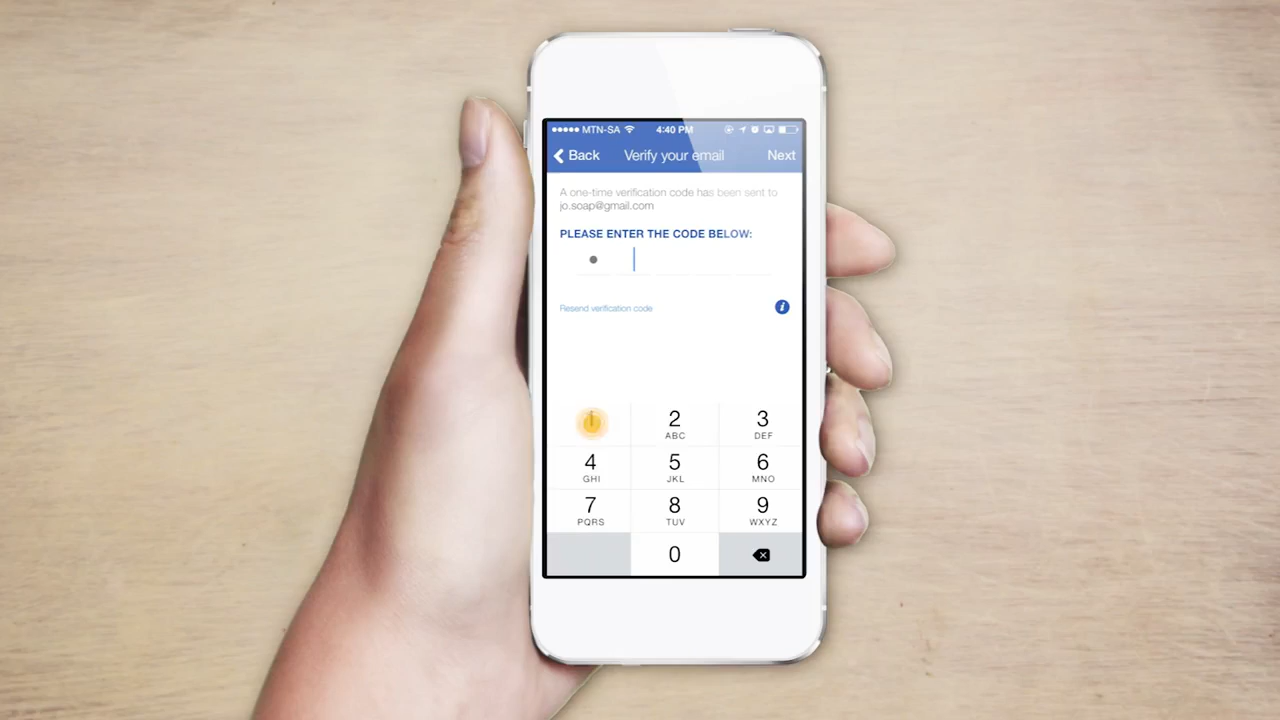 MTN-SA 4:40 PM
Back Verify your email Next
A one-time verification code has been sent to
jo.soap@gmail.com
PLEASE ENTER THE CODE BELOW:
Resend verification code
i
1 2 3
ABC DEF
4 5 6
GHI JKL MNO
7 8 9
PQRS TUV WXYZ
0